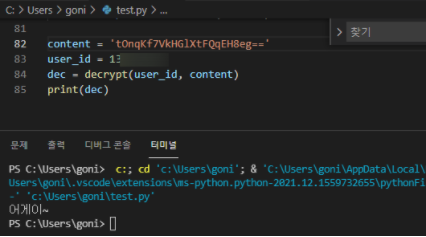 C: > Users > goni > test.py > ...
81
82 content = 'tOnqKf7VkHGlXtFQqEH8eg=='
찾기
83 user_id = 13
84 dec = decrypt(user_id, content)
85 print(dec)
문제 출력 디버그 콘솔 터미널
PS C:\Users\goni> c:; cd 'c:\Users\goni'; & 'C:\Users\goni\AppData\Local\
Users\goni\.vscode\extensions\ms-python.python-2021.12.1559732655\pythonFi
-' 'c:\Users\goni\test.py'
어게이~
PS C:\Users\goni>